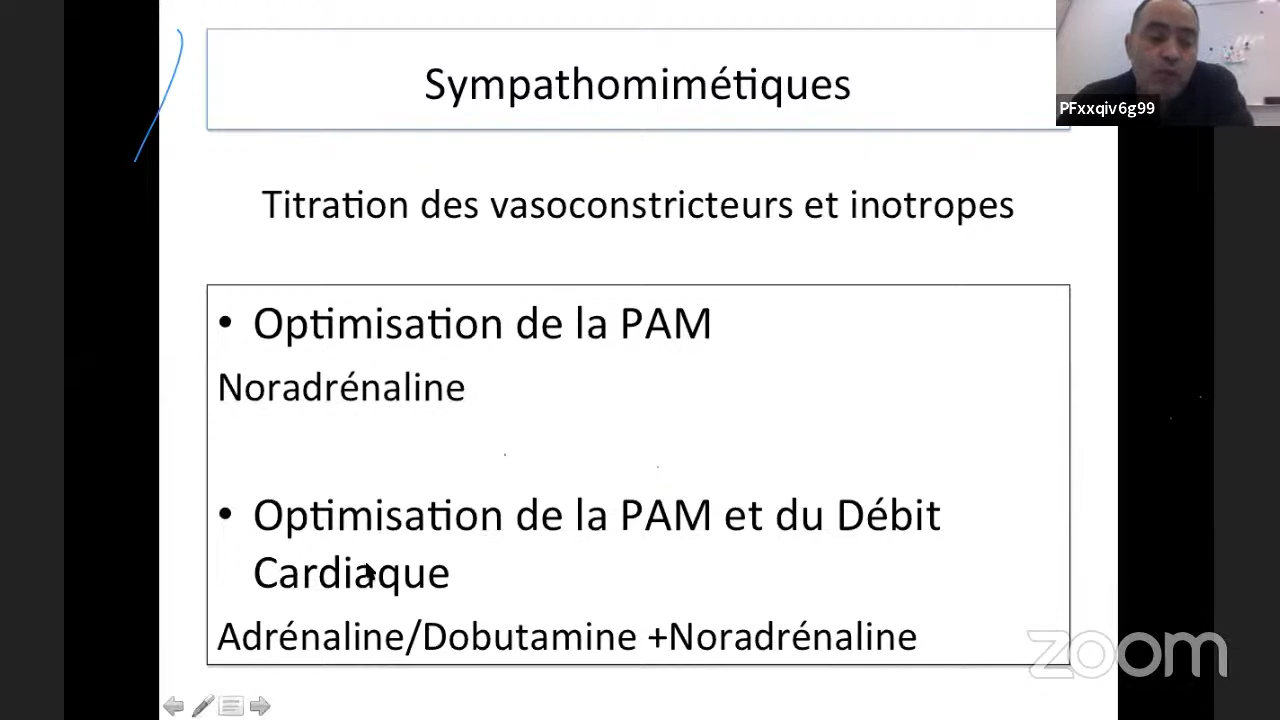 Sympathomimétiques
PFxxqiv6g99
Titration des vasoconstricteurs et inotropes
• Optimisation de la PAM
Noradrénaline
• Optimisation de la PAM et du Débit
Cardiaque
Adrénaline/Dobutamine +Noradrénaline
zoom